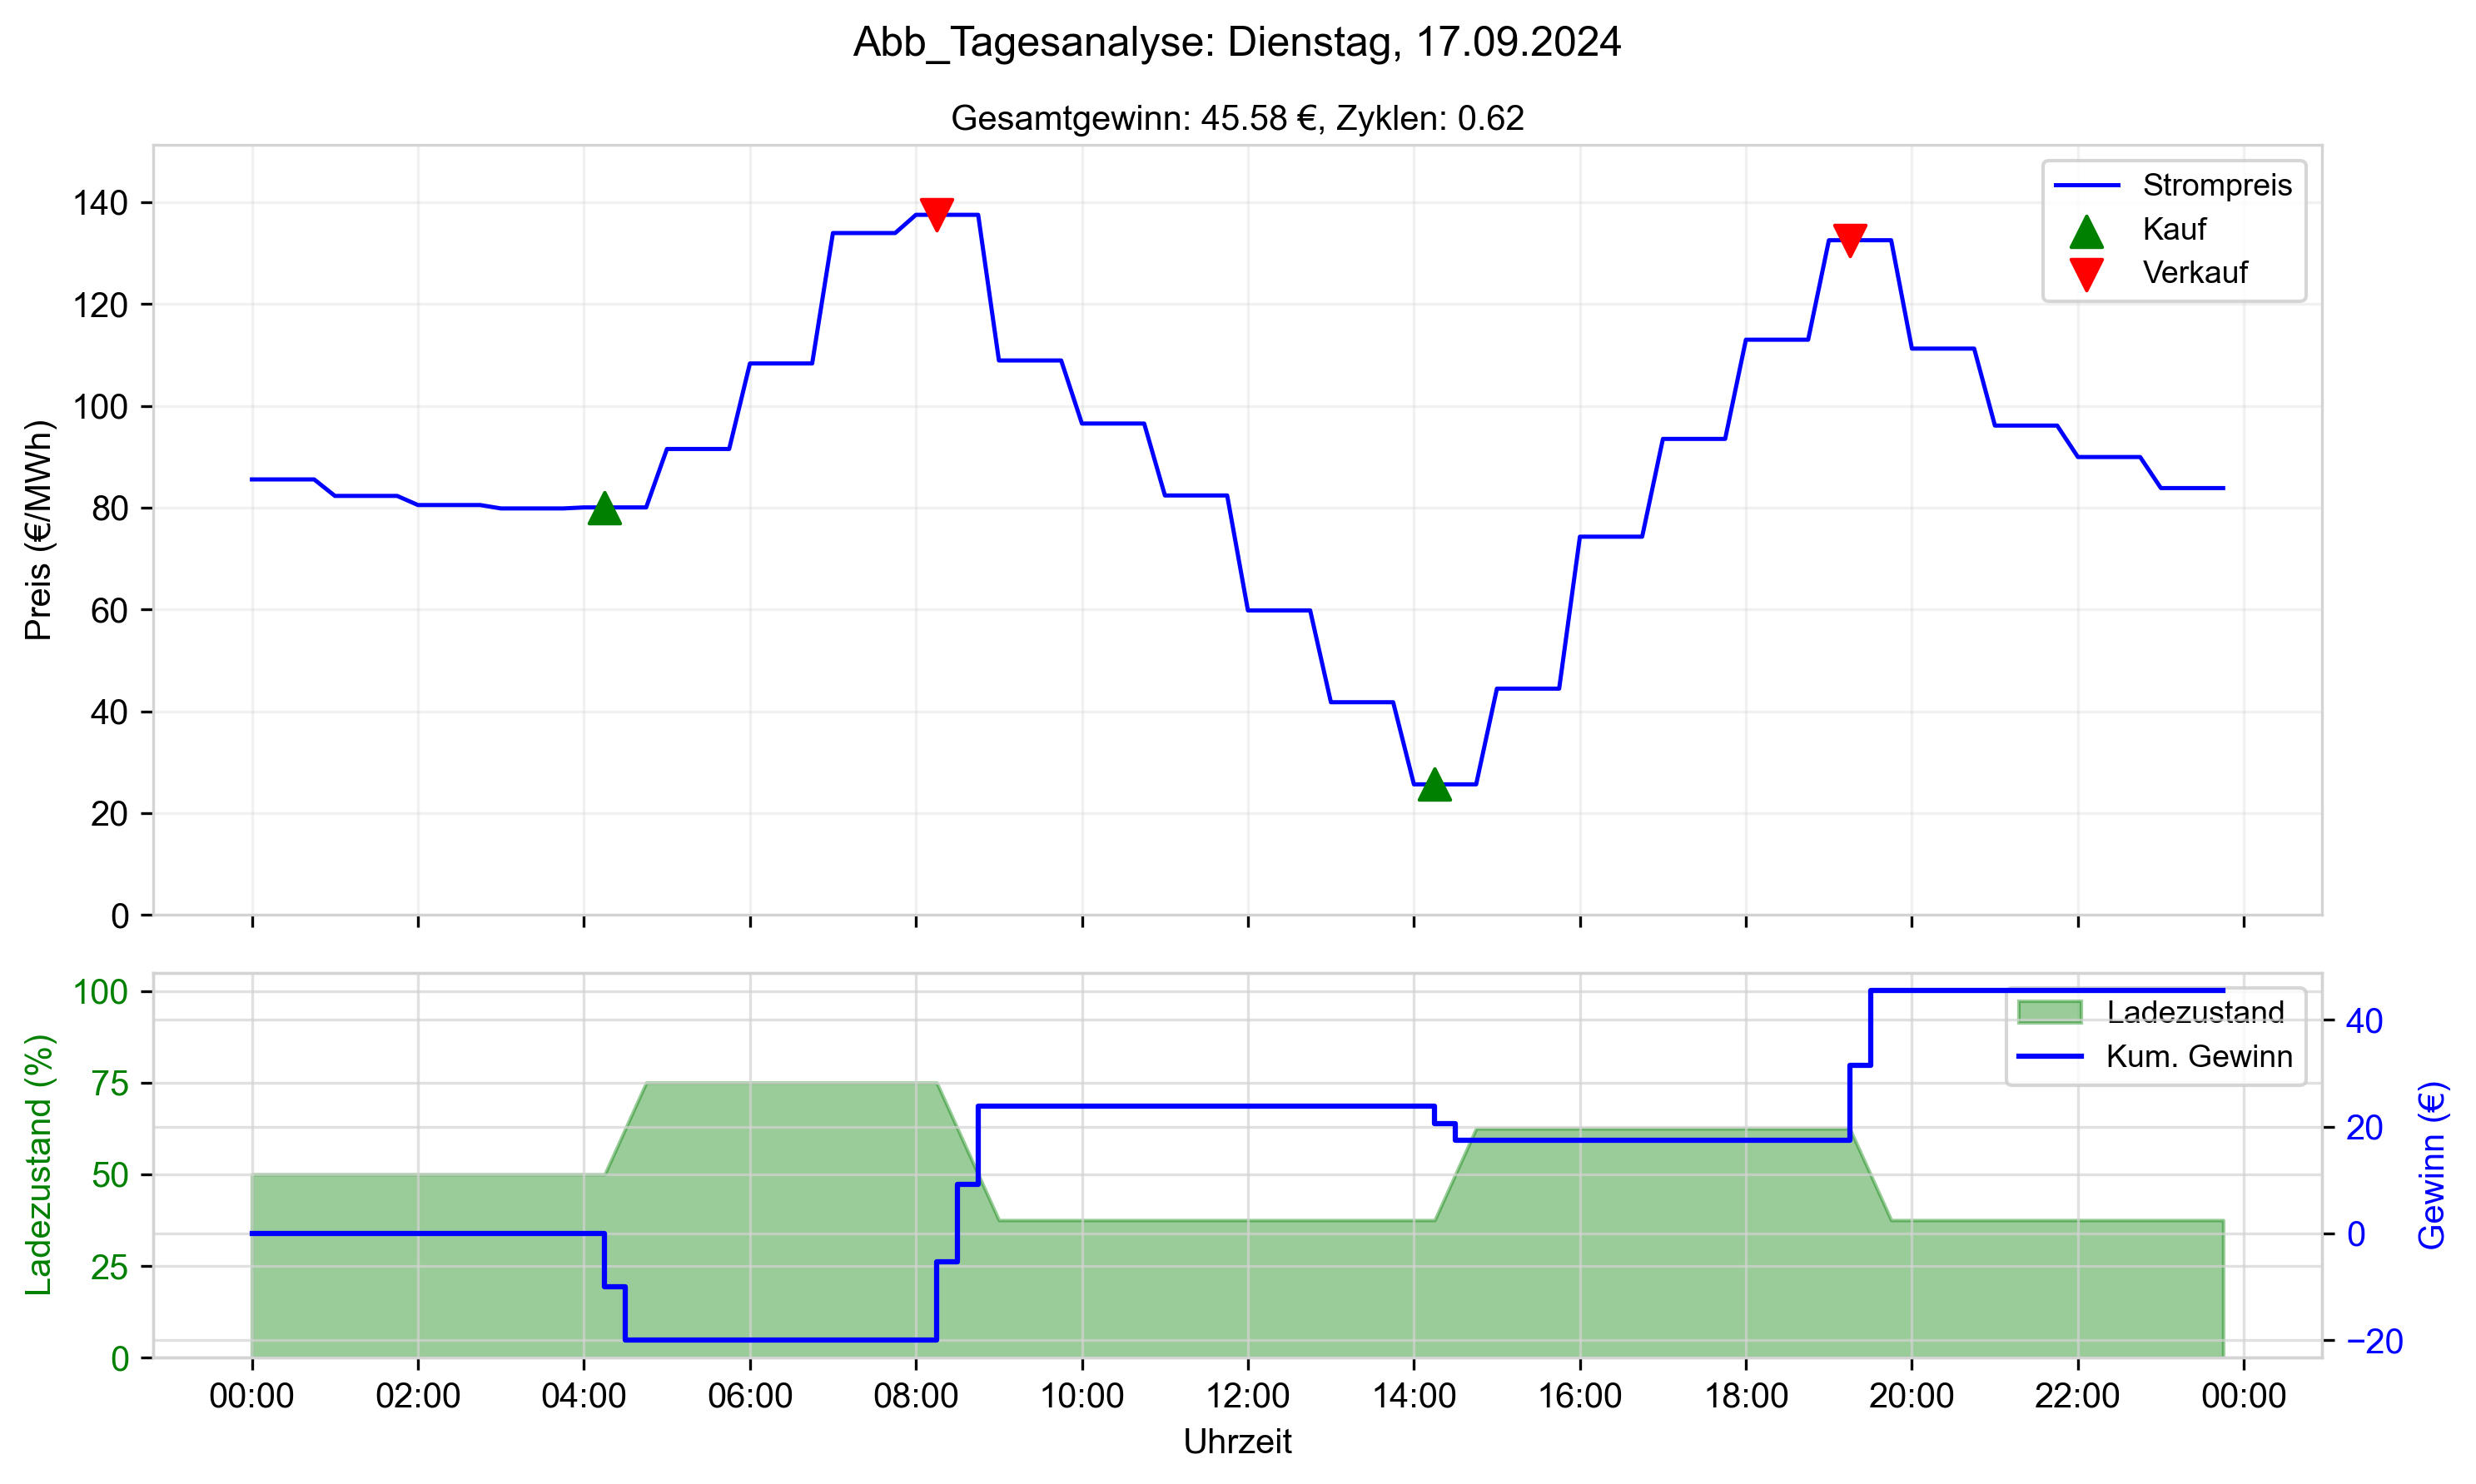 Abb_Tagesanalyse: Dienstag, 17.09.2024
Gesamtgewinn: 45.58 €, Zyklen: 0.62
Preis (€/MWh)
140
120
100
80
60
40
20
0
Strompreis
Kauf
Verkauf
Ladezustand (%)
100
75
50
25
0
Ladezustand
Kum. Gewinn
40
20
0
−20
Gewinn (€)
00:00 02:00 04:00 06:00 08:00 10:00 12:00 14:00 16:00 18:00 20:00 22:00 00:00
Uhrzeit